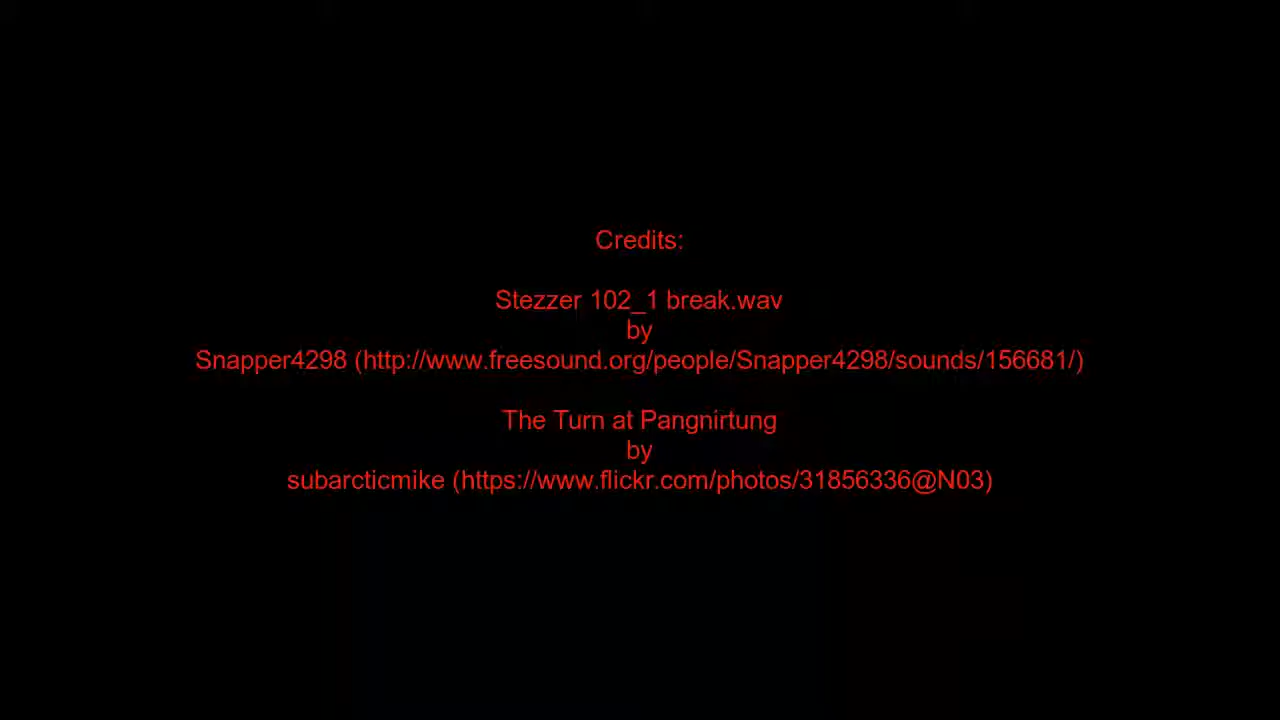 Credits:
Stezzer 102_1 break.wav
by
Snapper4298 (http://www.freesound.org/people/Snapper4298/sounds/156681/)
The Turn at Pangnirtung
by
subarcticmike (https://www.flickr.com/photos/31856336@N03)